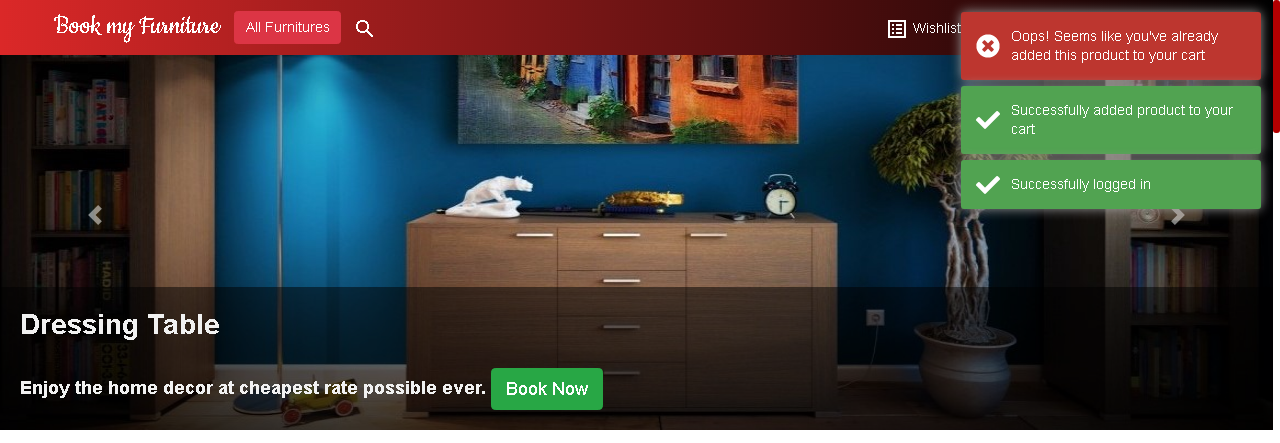 Book my Furniture
All Furnitures
Wishlist
Oops! Seems like you've already
added this product to your cart
Successfully added product to your
cart
Successfully logged in
Dressing Table
Enjoy the home decor at cheapest rate possible ever.
Book Now